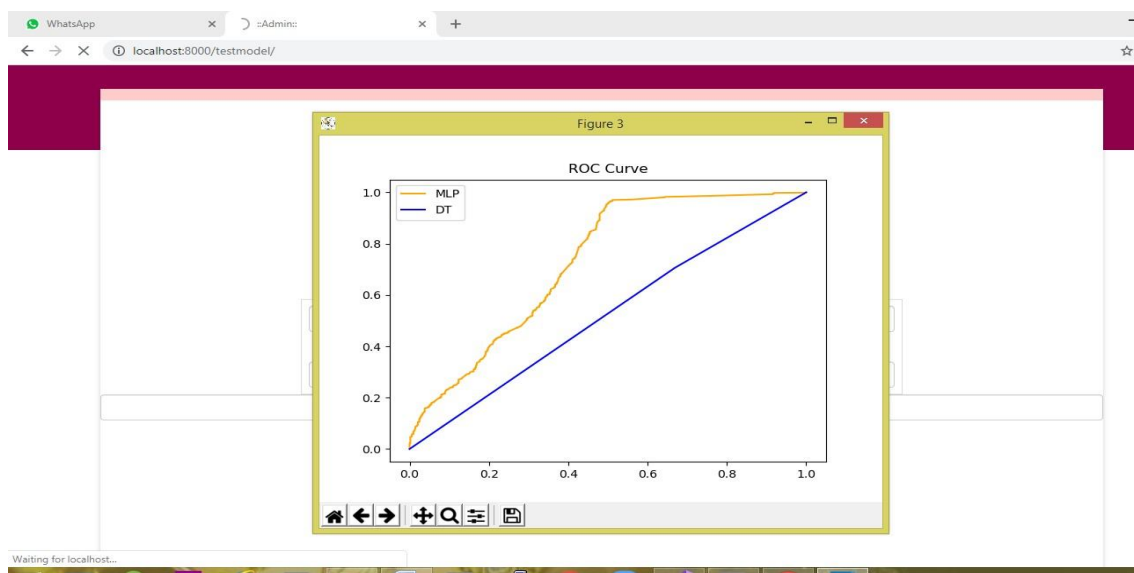 WhatsApp
::Admin::
localhost:8000/testmodel/
Figure 3
ROC Curve
MLP
DT
1.0
0.8
0.6
0.4
0.2
0.0
0.0 0.2 0.4 0.6 0.8 1.0
Waiting for localhost...